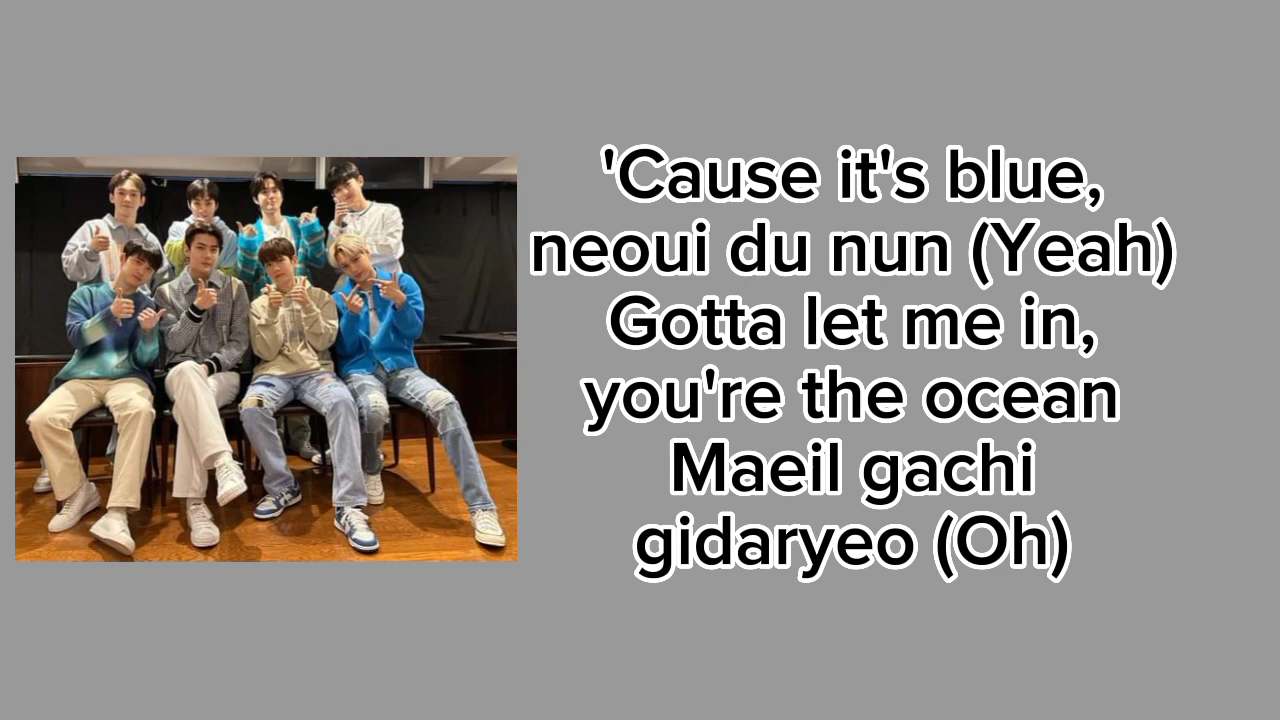 'Cause it's blue,
neoui du nun (Yeah)
Gotta let me in,
you're the ocean
Maeil gachi
gidaryeo (Oh)